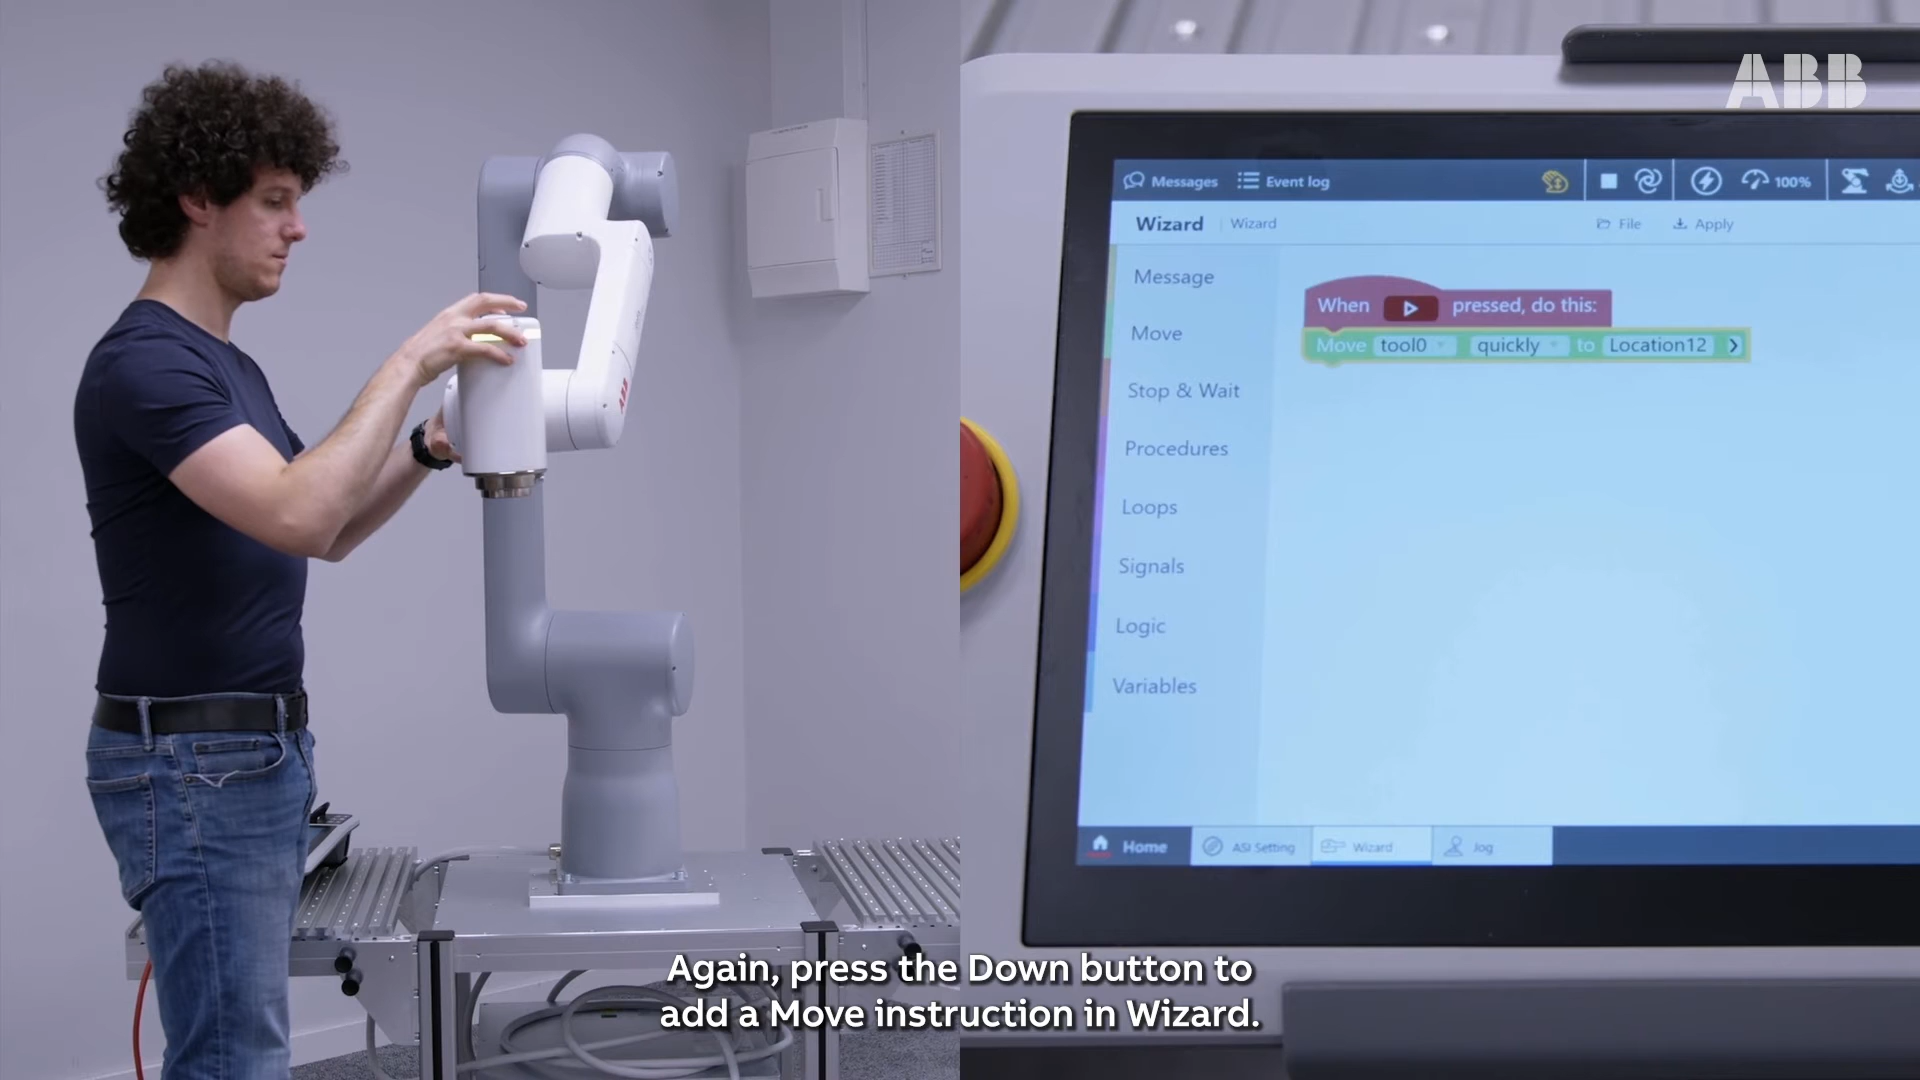 ABB
Messages
Event log
100%
Wizard
Wizard
File
Apply
Message
Move
Stop & Wait
Procedures
Loops
Signals
Logic
Variables
When pressed, do this:
Move tool0 quickly to Location12
Home
ASI Setting
Wizard
Jog
ABB
Again, press the Down button to
add a Move instruction in Wizard.